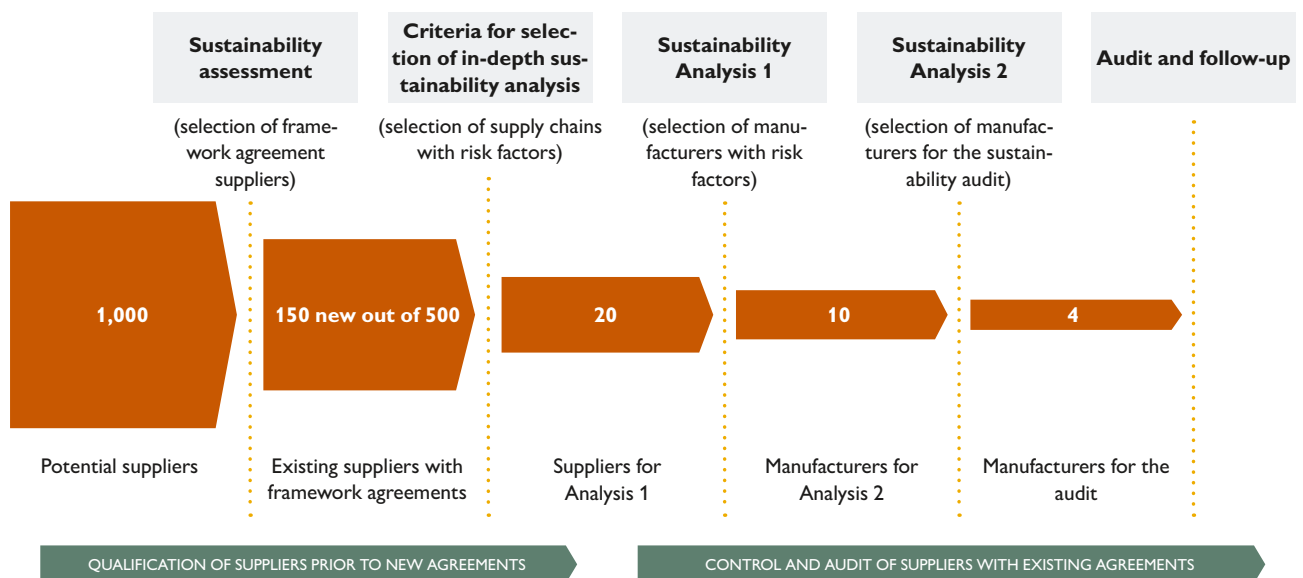 Sustainability
assessment
Criteria for selec-
tion of in-depth sus-
tainability analysis
Sustainability
Analysis 1
Sustainability
Analysis 2
Audit and follow-up
(selection of frame-
work agreement
suppliers)
(selection of supply chains
with risk factors)
(selection of manu-
facturers with risk
factors)
(selection of manufac-
turers for the sustain-
ability audit)
1,000
150 new out of 500
20
10
4
Potential suppliers
Existing suppliers with
framework agreements
Suppliers for
Analysis 1
Manufacturers for
Analysis 2
Manufacturers for the
audit
QUALIFICATION OF SUPPLIERS PRIOR TO NEW AGREEMENTS
CONTROL AND AUDIT OF SUPPLIERS WITH EXISTING AGREEMENTS